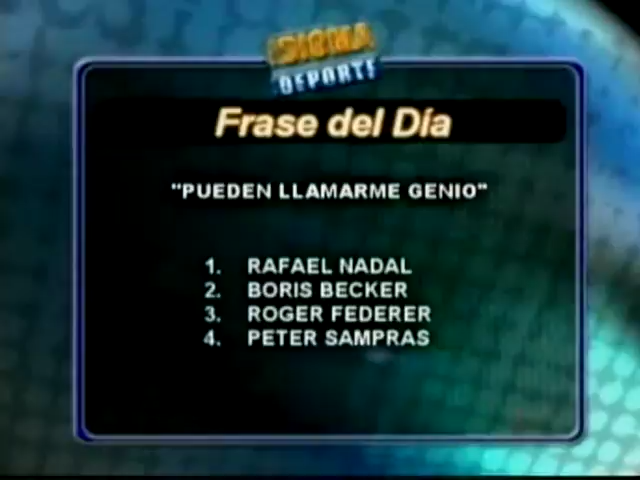 SIGMA
DEPORTE
Frase del Día
"PUEDEN LLAMARME GENIO"
1. RAFAEL NADAL
2. BORIS BECKER
3. ROGER FEDERER
4. PETER SAMPRAS